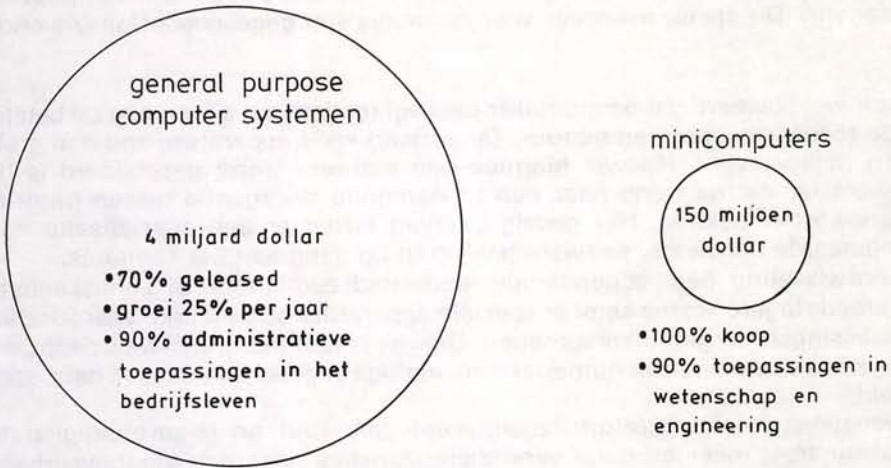 general purpose
computer systemen
4 miljard dollar
•70% geleased
•groei 25% per jaar
•90% administratieve
toepassingen in het
bedrijfsleven
minicomputers
150 miljoen
dollar
•100% koop
•90% toepassingen in
wetenschap en
engineering